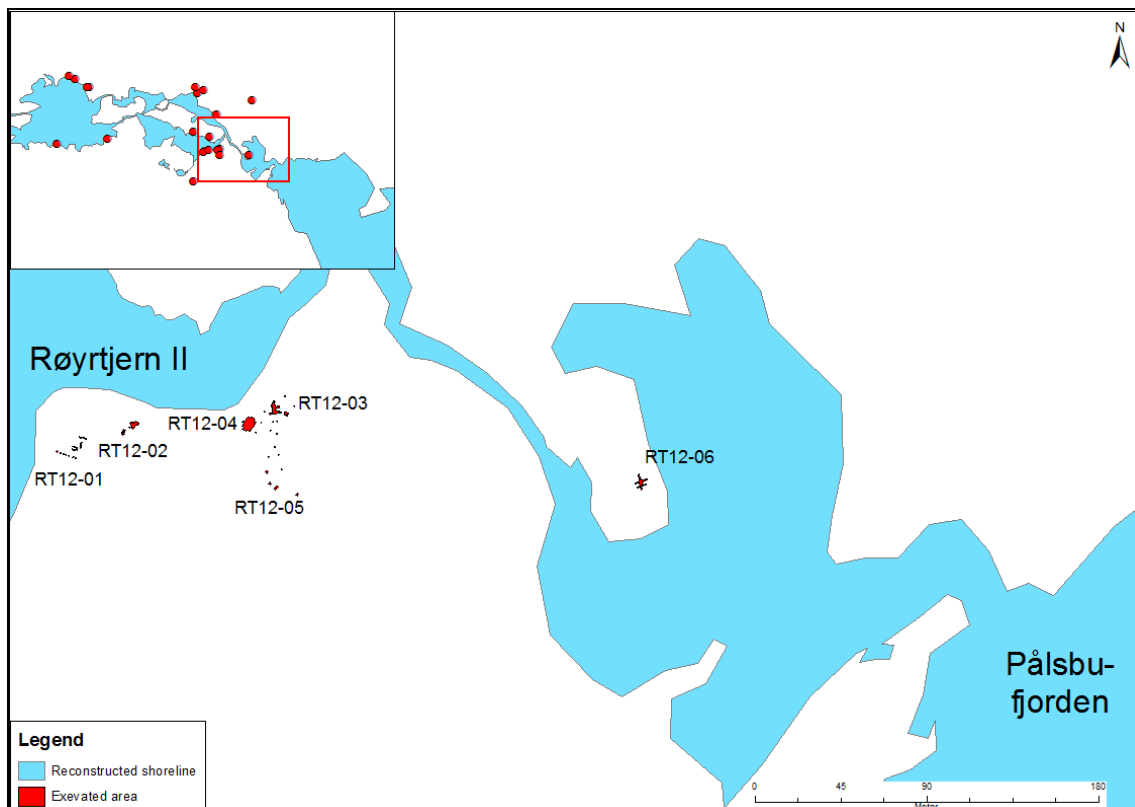 N
Røyrtjern II
RT12-03
RT12-04
RT12-02
RT12-01
RT12-05
RT12-06
Pålsbu-
fjorden
Legend
Reconstructed shoreline
Exevated area
0 45 90 180
Meter